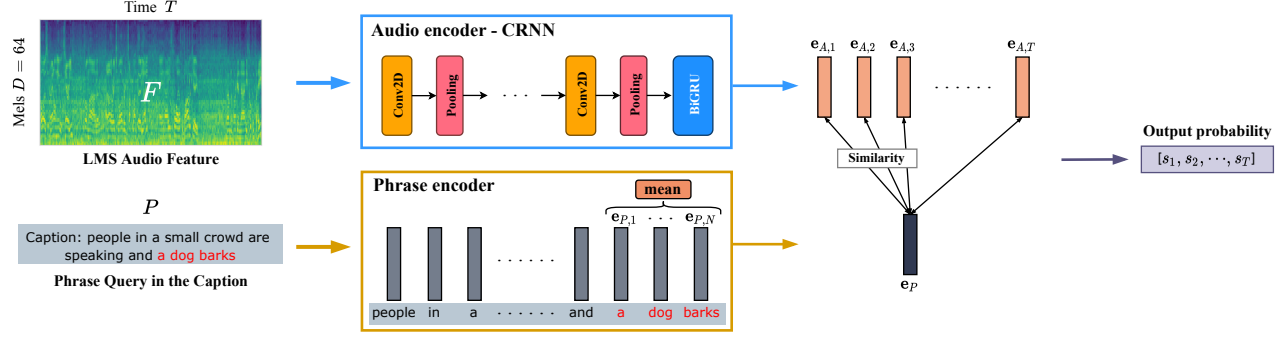 Time T
Mels D = 64
F
LMS Audio Feature
P
Caption: people in a small crowd are
speaking and a dog barks
Phrase Query in the Caption
Audio encoder - CRNN
Conv2D
Pooling
· · ·
Conv2D
Pooling
BiGRU
Phrase encoder
mean
e_{P,1} · · · e_{P,N}
· · · · · ·
people in a · · · · · · and a dog barks
e_{A,1} e_{A,2} e_{A,3} e_{A,T}
· · · · · ·
Similarity
e_P
Output probability
[s_1, s_2, · · ·, s_T]